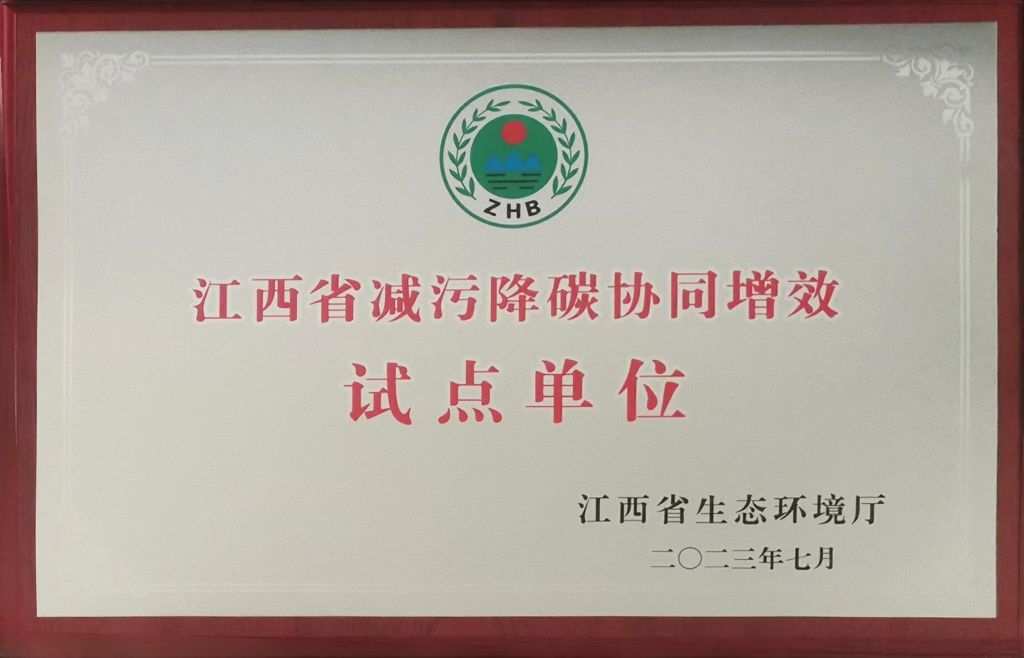 ZHB
江西省减污降碳协同增效
试点单位
江西省生态环境厅
二〇二三年七月